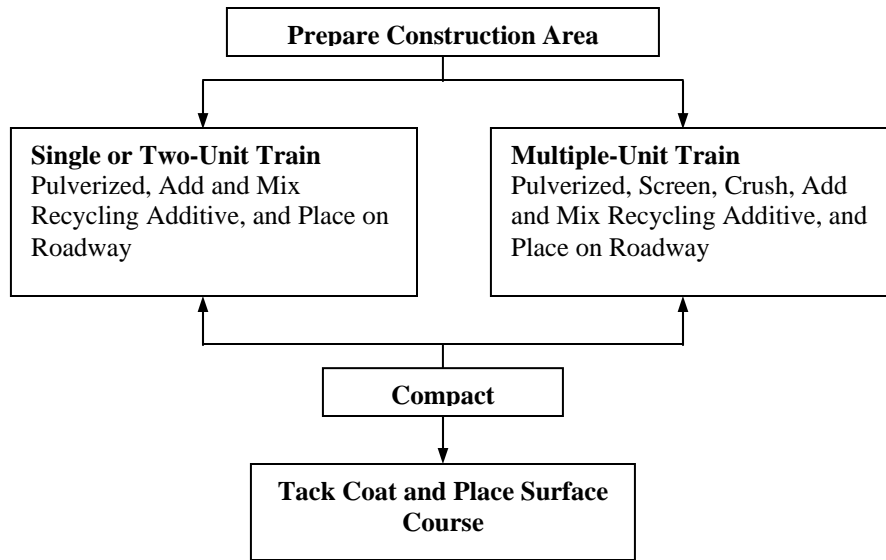 Prepare Construction Area
Single or Two-Unit Train
Pulverized, Add and Mix
Recycling Additive, and Place on
Roadway
Multiple-Unit Train
Pulverized, Screen, Crush, Add
and Mix Recycling Additive, and
Place on Roadway
Compact
Tack Coat and Place Surface
Course